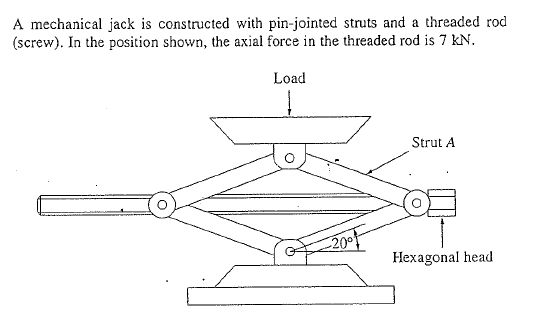 A mechanical jack is constructed with pin-jointed struts and a threaded rod
(screw). In the position shown, the axial force in the threaded rod is 7 kN.
Load
Strut A
20°
Hexagonal head